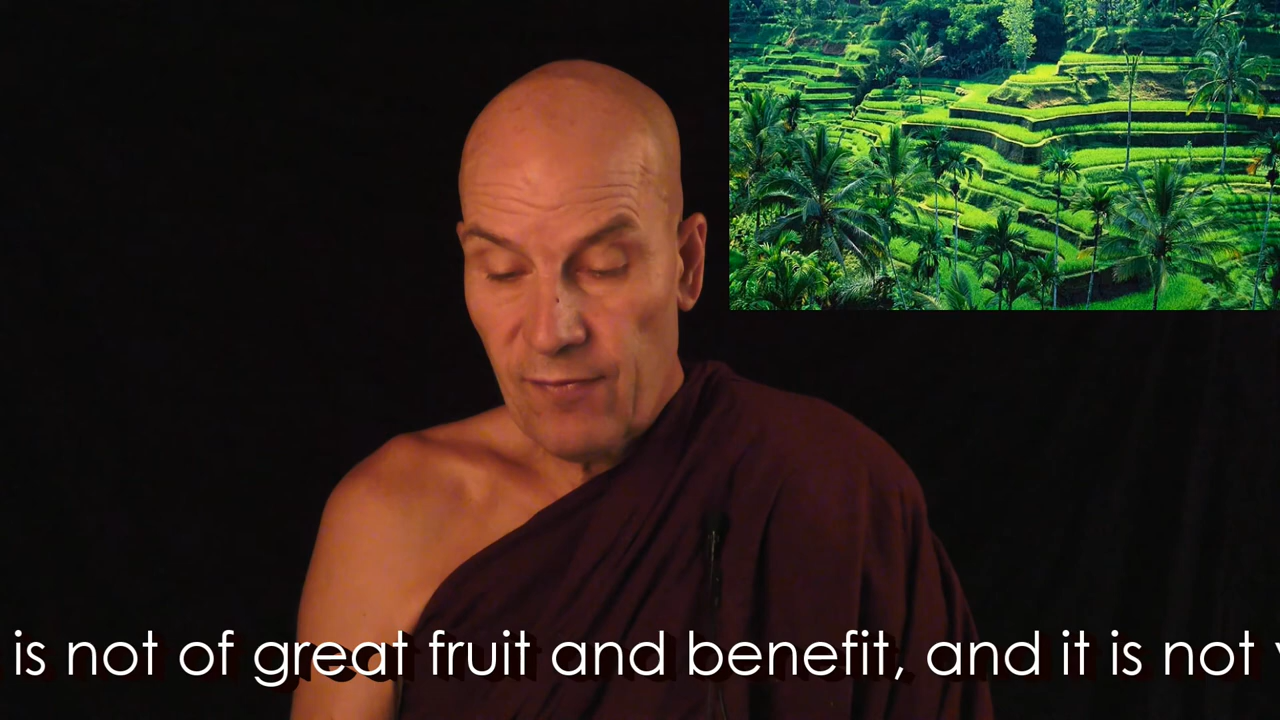 is not of great fruit and benefit, and it is not